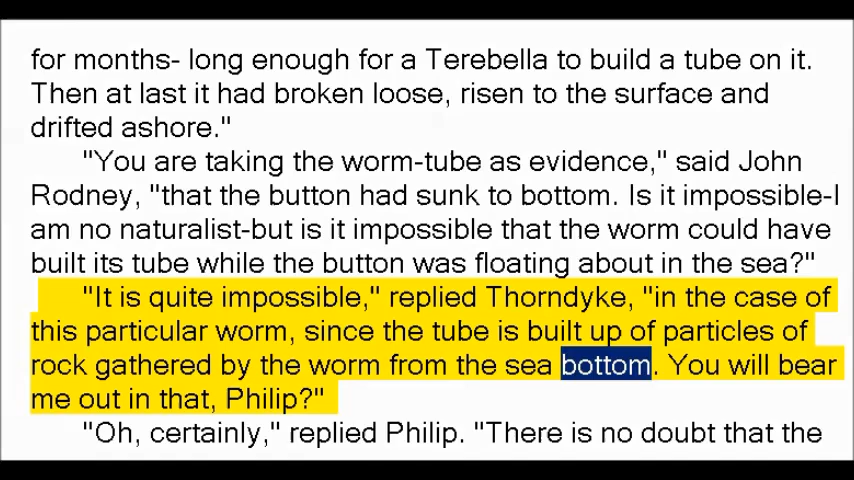 for months- long enough for a Terebella to build a tube on it.
Then at last it had broken loose, risen to the surface and
drifted ashore."
"You are taking the worm-tube as evidence," said John
Rodney, "that the button had sunk to bottom. Is it impossible-I
am no naturalist-but is it impossible that the worm could have
built its tube while the button was floating about in the sea?"
"It is quite impossible," replied Thorndyke, "in the case of
this particular worm, since the tube is built up of particles of
rock gathered by the worm from the sea bottom. You will bear
me out in that, Philip?"
"Oh, certainly," replied Philip. "There is no doubt that the